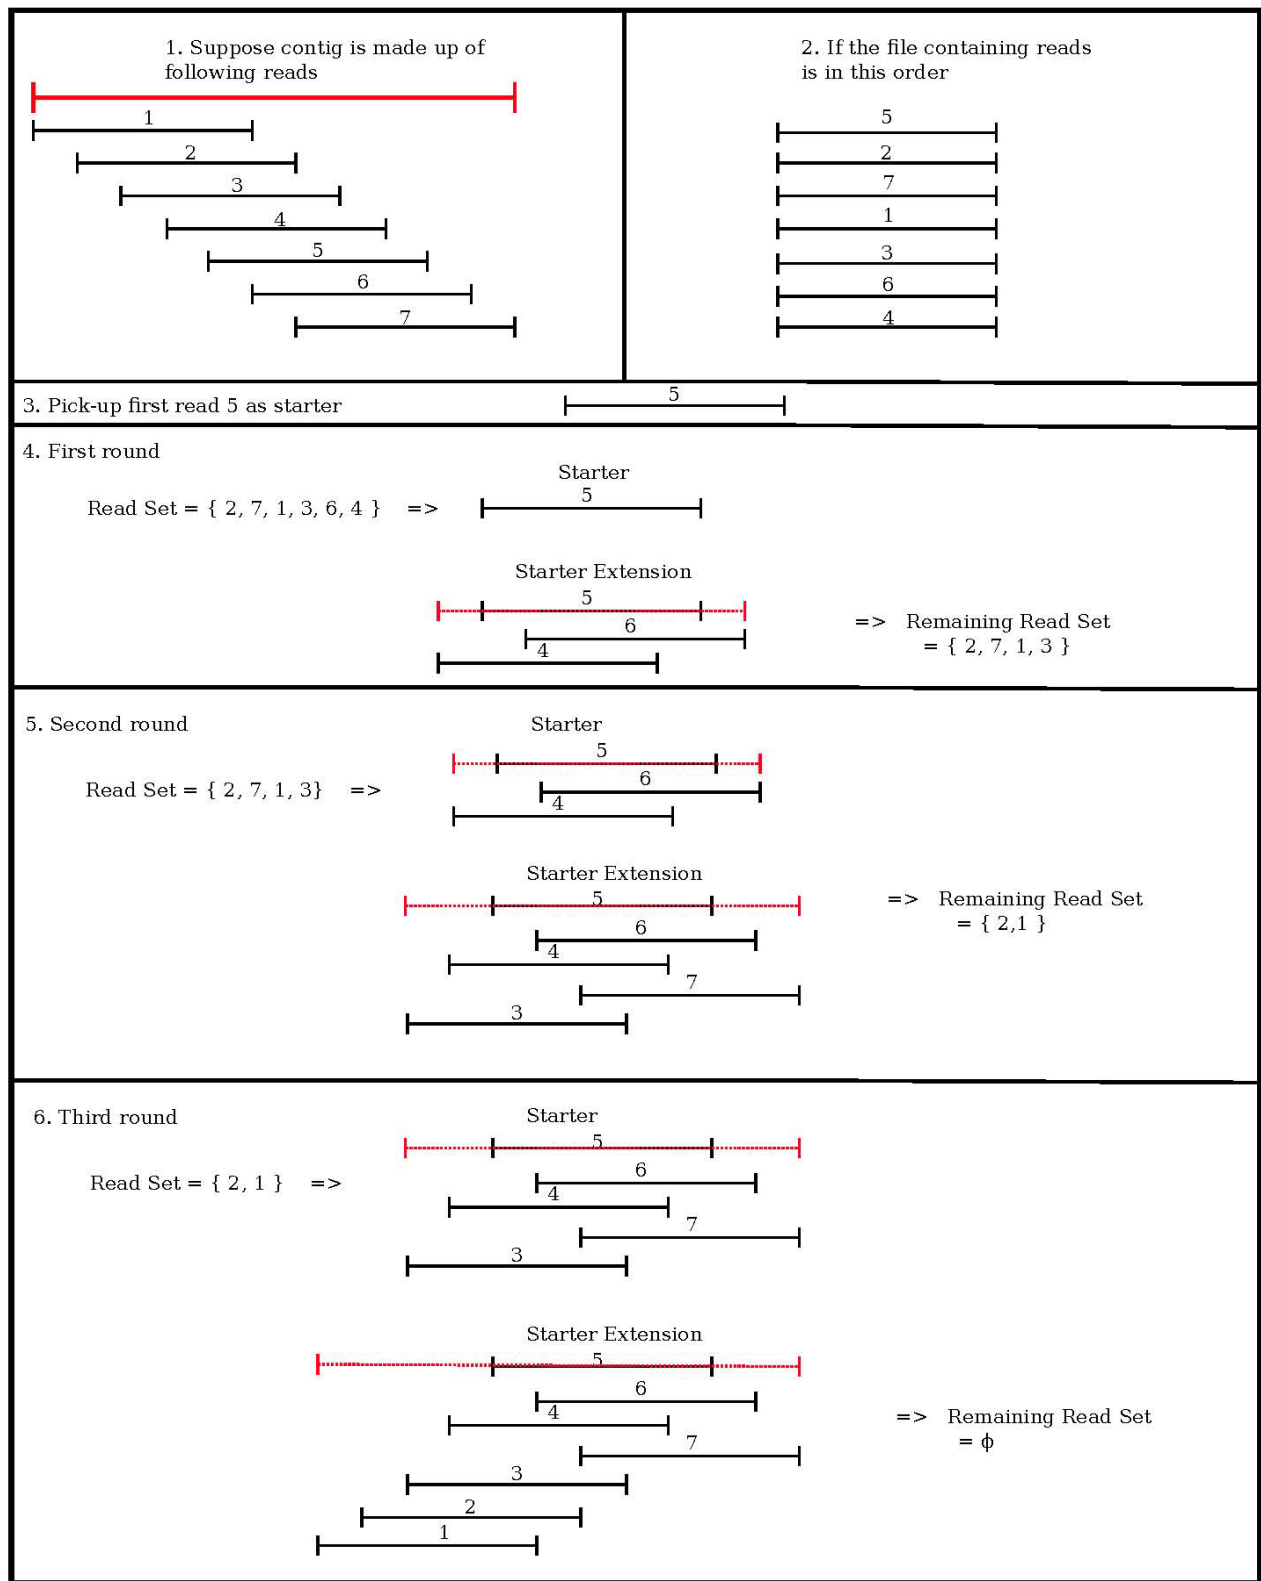 1. Suppose contig is made up of
following reads
1
2
3
4
5
6
7
2. If the file containing reads
is in this order
5
2
7
1
3
6
4
3. Pick-up first read 5 as starter
5
4. First round
Starter
Read Set = { 2, 7, 1, 3, 6, 4 } =>
5
Starter Extension
5
6
4
=> Remaining Read Set
= { 2, 7, 1, 3 }
5. Second round
Starter
5
Read Set = { 2, 7, 1, 3} =>
6
4
Starter Extension
5
6
4
7
3
=> Remaining Read Set
= { 2,1 }
6. Third round
Starter
5
Read Set = { 2, 1 } =>
6
4
7
3
Starter Extension
5
6
4
7
3
2
1
=> Remaining Read Set
= ϕ